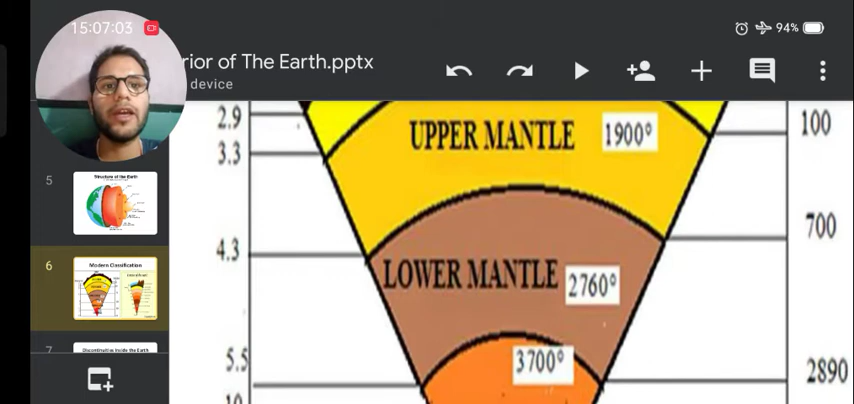 15:07:03
94%
rior of The Earth.pptx
device
2.9
3.3
4.3
5.5
10
UPPER MANTLE 1900°
LOWER MANTLE 2760°
3700°
100
700
2890
5
Structure of the Earth
6
Modern Classification
7
Discontinuities Inside the Earth